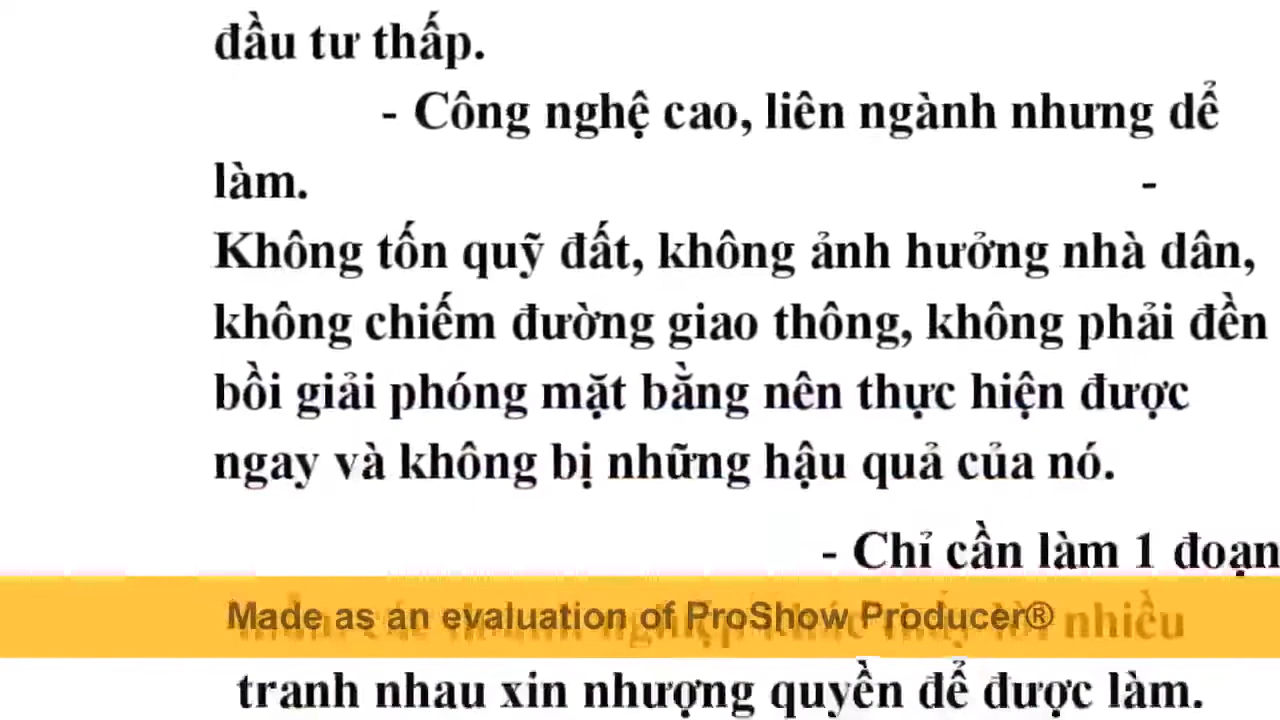 đầu tư thấp.
- Công nghệ cao, liên ngành nhưng dể
làm. -
Không tốn quỹ đất, không ảnh hưởng nhà dân,
không chiếm đường giao thông, không phải đền
bồi giải phóng mặt bằng nên thực hiện được
ngay và không bị những hậu quả của nó.
- Chỉ cần làm 1 đoạn
Made as an evaluation of ProShow Producer®
nhiều
tranh nhau xin nhượng quyền để được làm.